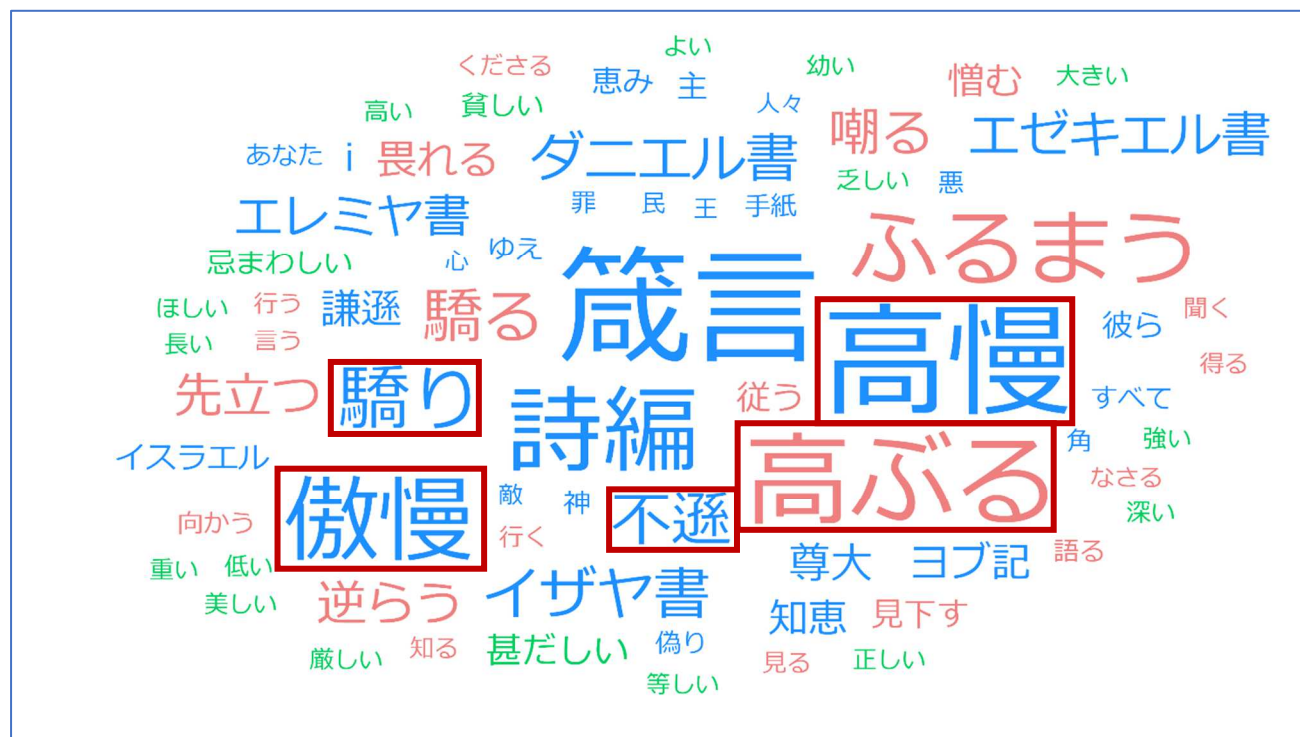 よい
くださる 恵み 主 幼い 憎む 大きい
高い 貧しい 人々
あなた i 畏れる ダニエル書 嘲る エゼキエル書
罪 民 王 手紙 乏しい 悪
エレミヤ書 ふるまう
忌まわしい 心 ゆえ 箴言
ほしい 行う 謙遜 驕る 高慢 彼ら 聞く
長い 言う 得る
先立つ 驕り 詩編 従う すべて
イスラエル 高ぶる 角 強い
なさる
傲慢 敵 神 不遜 深い
向かう 行く
重い 低い 尊大 ヨブ記 語る
美しい 逆らう イザヤ書 知恵 見下す
厳しい 知る 甚だしい 偽り 見る 正しい
等しい